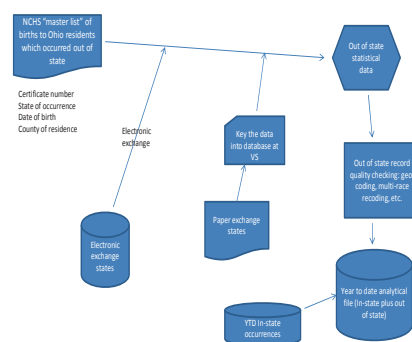 NCHS “master list” of
births to Ohio residents
which occurred out of
state
Certificate number
State of occurrence
Date of birth
County of residence
Out of state
statistical
data
Electronic
exchange
Key the data
into database at
VS
Out of state record
quality checking: geo
coding, multi-race
recoding, etc.
Paper exchange
states
Electronic
exchange
states
Year to date analytical
file (In-state plus out
of state)
YTD In-state
occurrences